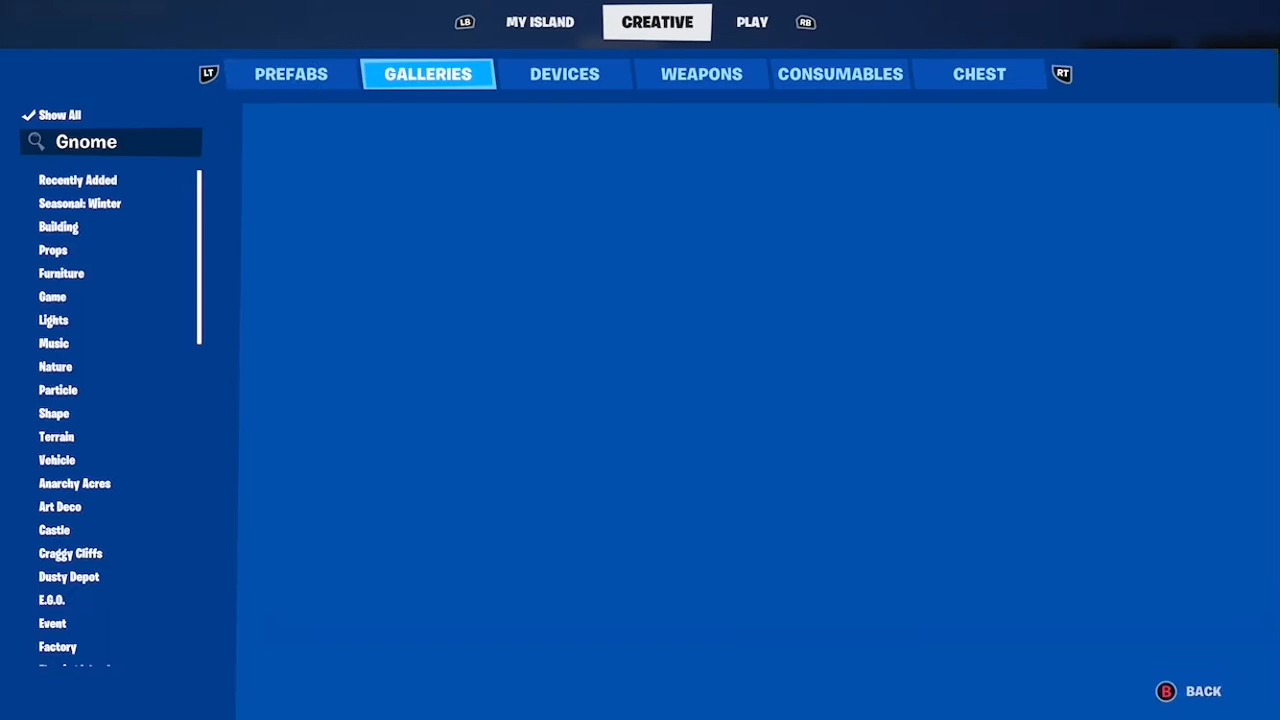 LB MY ISLAND CREATIVE PLAY RB
LT PREFABS GALLERIES DEVICES WEAPONS CONSUMABLES CHEST RT
Show All
Gnome
Recently Added
Seasonal: Winter
Building
Props
Furniture
Game
Lights
Music
Nature
Particle
Shape
Terrain
Vehicle
Anarchy Acres
Art Deco
Castle
Craggy Cliffs
Dusty Depot
E.G.O.
Event
Factory
B BACK